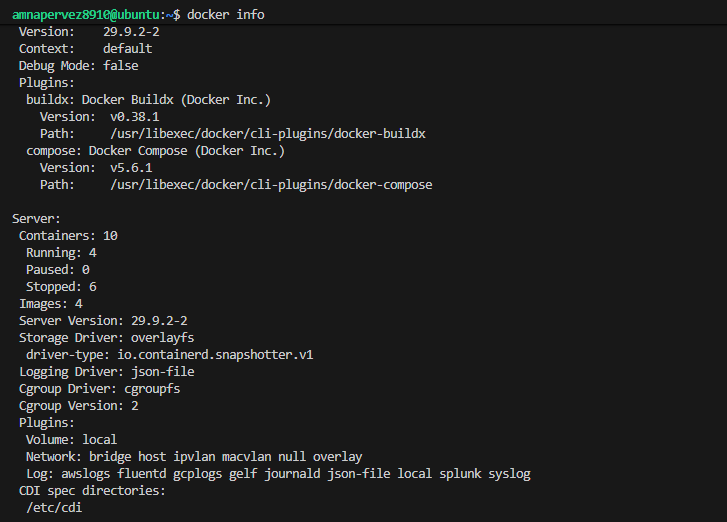 amnapervez8910@ubuntu:~$ docker info
Version:    29.9.2-2
Context:    default
Debug Mode: false
Plugins:
buildx: Docker Buildx (Docker Inc.)
Version:  v0.38.1
Path:     /usr/libexec/docker/cli-plugins/docker-buildx
compose: Docker Compose (Docker Inc.)
Version:  v5.6.1
Path:     /usr/libexec/docker/cli-plugins/docker-compose
Server:
Containers: 10
Running: 4
Paused: 0
Stopped: 6
Images: 4
Server Version: 29.9.2-2
Storage Driver: overlayfs
driver-type: io.containerd.snapshotter.v1
Logging Driver: json-file
Cgroup Driver: cgroupfs
Cgroup Version: 2
Plugins:
Volume: local
Network: bridge host ipvlan macvlan null overlay
Log: awslogs fluentd gcplogs gelf journald json-file local splunk syslog
CDI spec directories:
/etc/cdi